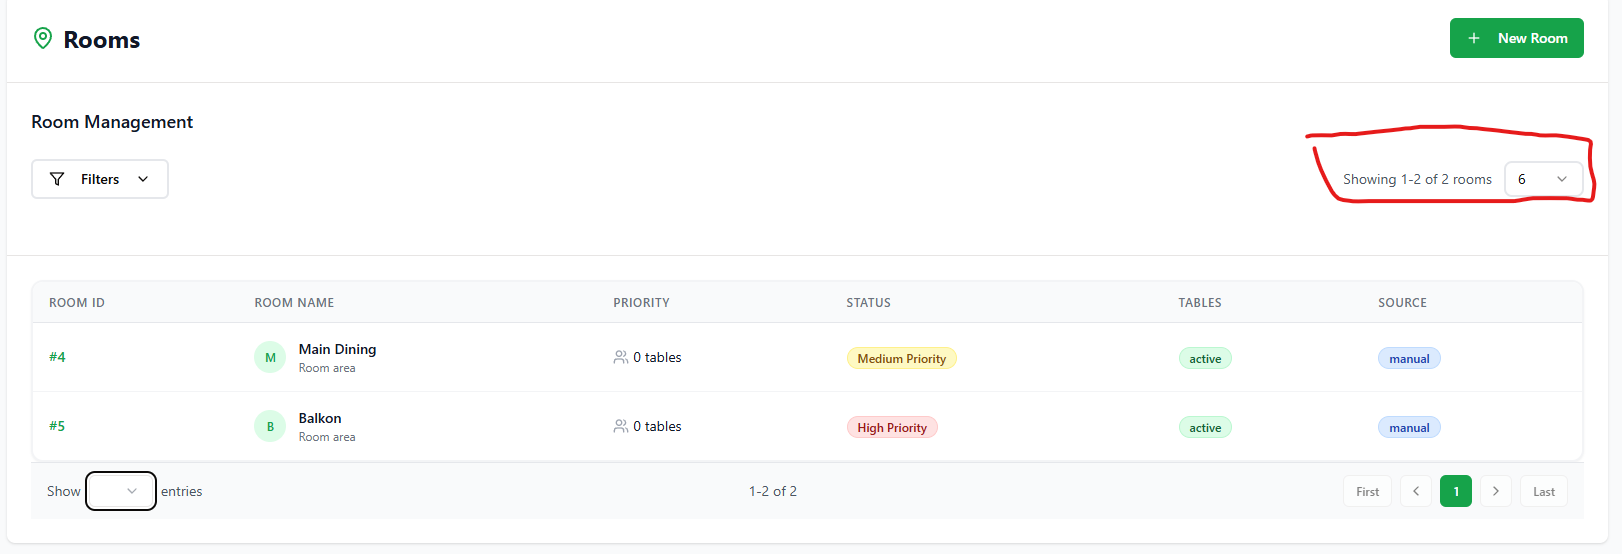 Rooms
+ New Room
Room Management
Filters
Showing 1-2 of 2 rooms 6
ROOM ID ROOM NAME PRIORITY STATUS TABLES SOURCE
#4 M Main Dining 0 tables Medium Priority active manual
Room area
#5 B Balkon 0 tables High Priority active manual
Room area
Show entries 1-2 of 2 First 1 Last